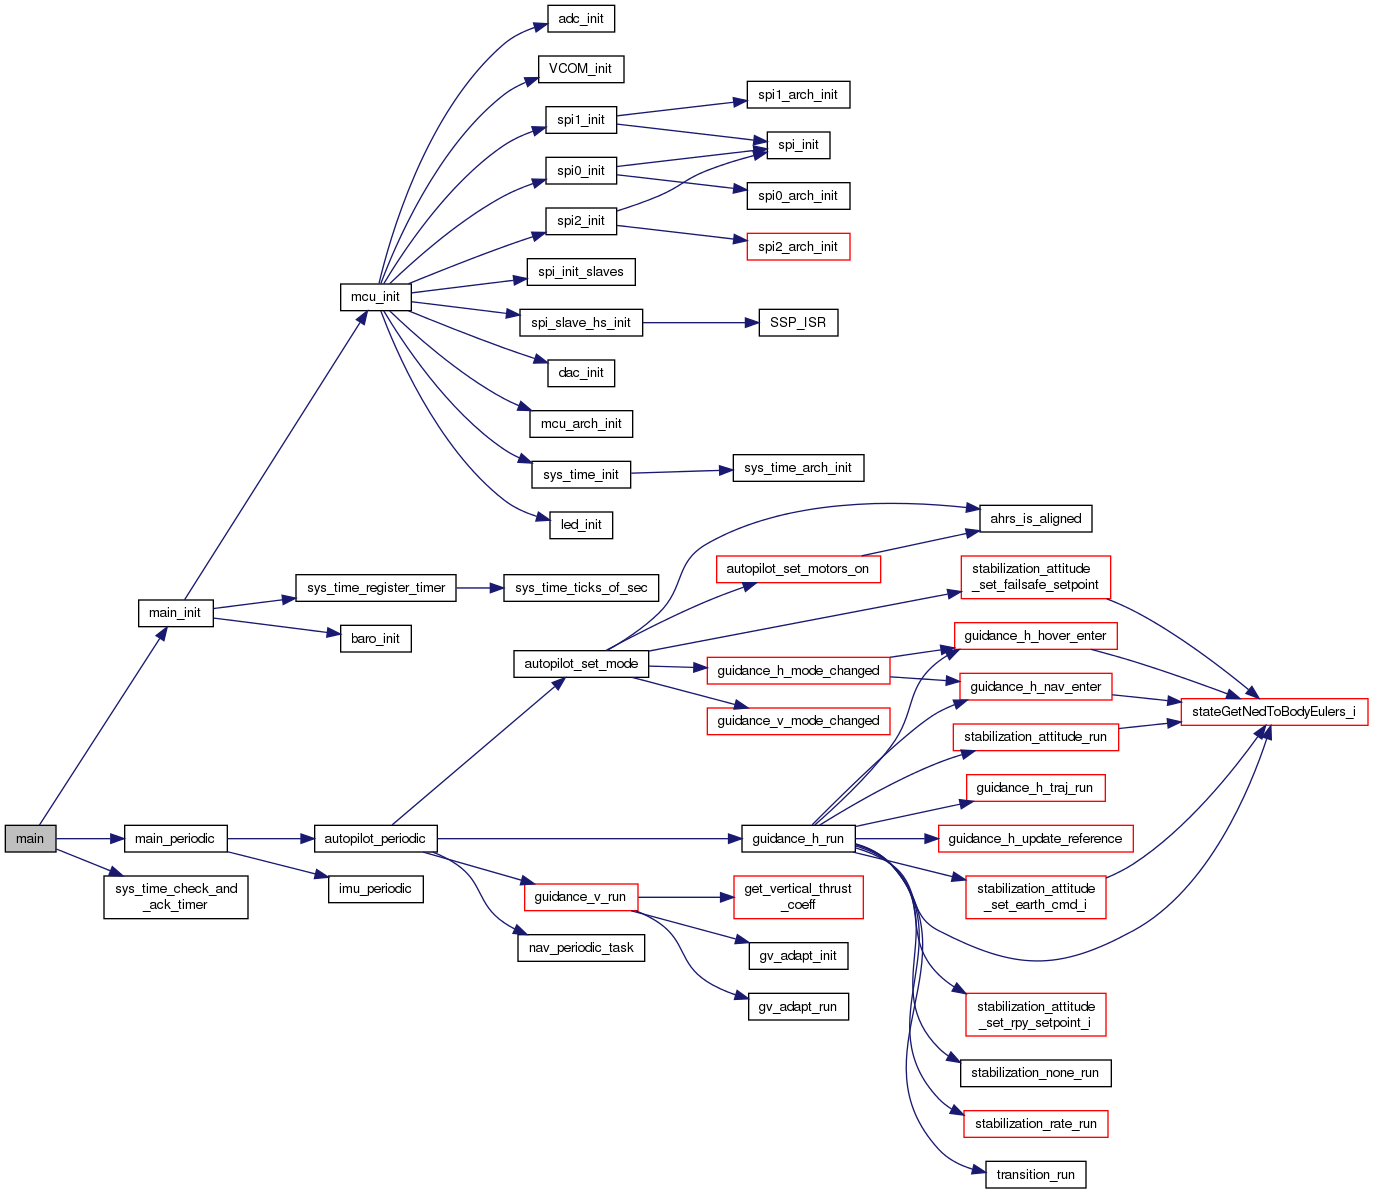 adc_init
VCOM_init
spi1_arch_init
spi1_init
spi_init
spi0_init
spi0_arch_init
spi2_init
spi2_arch_init
spi_init_slaves
mcu_init
spi_slave_hs_init
SSP_ISR
dac_init
mcu_arch_init
sys_time_init
sys_time_arch_init
led_init
ahrs_is_aligned
autopilot_set_motors_on
stabilization_attitude
_set_failsafe_setpoint
sys_time_register_timer
sys_time_ticks_of_sec
main_init
baro_init
guidance_h_hover_enter
autopilot_set_mode
guidance_h_mode_changed
guidance_h_nav_enter
stateGetNedToBodyEulers_i
guidance_v_mode_changed
stabilization_attitude_run
guidance_h_traj_run
main
main_periodic
autopilot_periodic
guidance_h_run
guidance_h_update_reference
sys_time_check_and
_ack_timer
imu_periodic
guidance_v_run
get_vertical_thrust
_coeff
stabilization_attitude
_set_earth_cmd_i
nav_periodic_task
gv_adapt_init
gv_adapt_run
stabilization_attitude
_set_rpy_setpoint_i
stabilization_none_run
stabilization_rate_run
transition_run